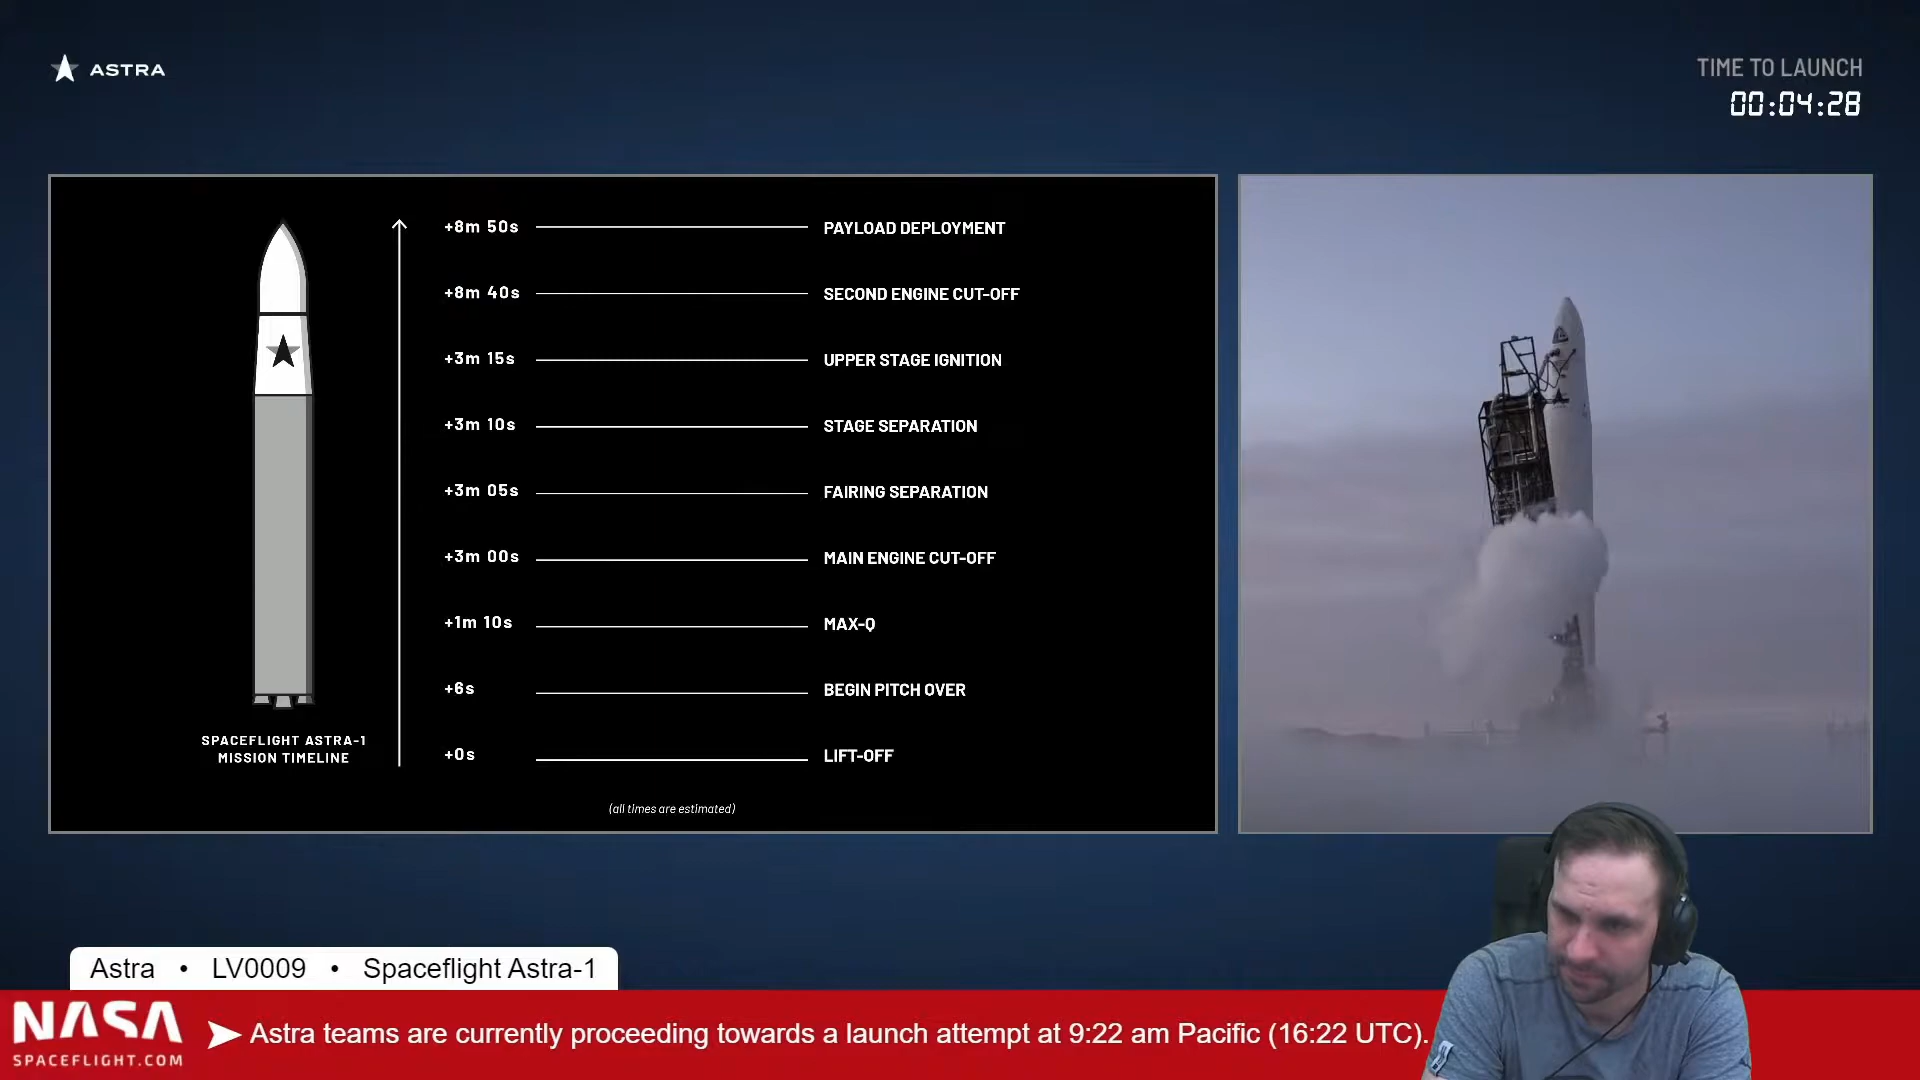 ASTRA
TIME TO LAUNCH
00:04:28
+8m 50s PAYLOAD DEPLOYMENT
+8m 40s SECOND ENGINE CUT-OFF
+3m 15s UPPER STAGE IGNITION
+3m 10s STAGE SEPARATION
+3m 05s FAIRING SEPARATION
+3m 00s MAIN ENGINE CUT-OFF
+1m 10s MAX-Q
+6s BEGIN PITCH OVER
+0s LIFT-OFF
SPACEFLIGHT ASTRA-1
MISSION TIMELINE
(all times are estimated)
Astra • LV0009 • Spaceflight Astra-1
NASA
SPACEFLIGHT.COM
Astra teams are currently proceeding towards a launch attempt at 9:22 am Pacific (16:22 UTC).